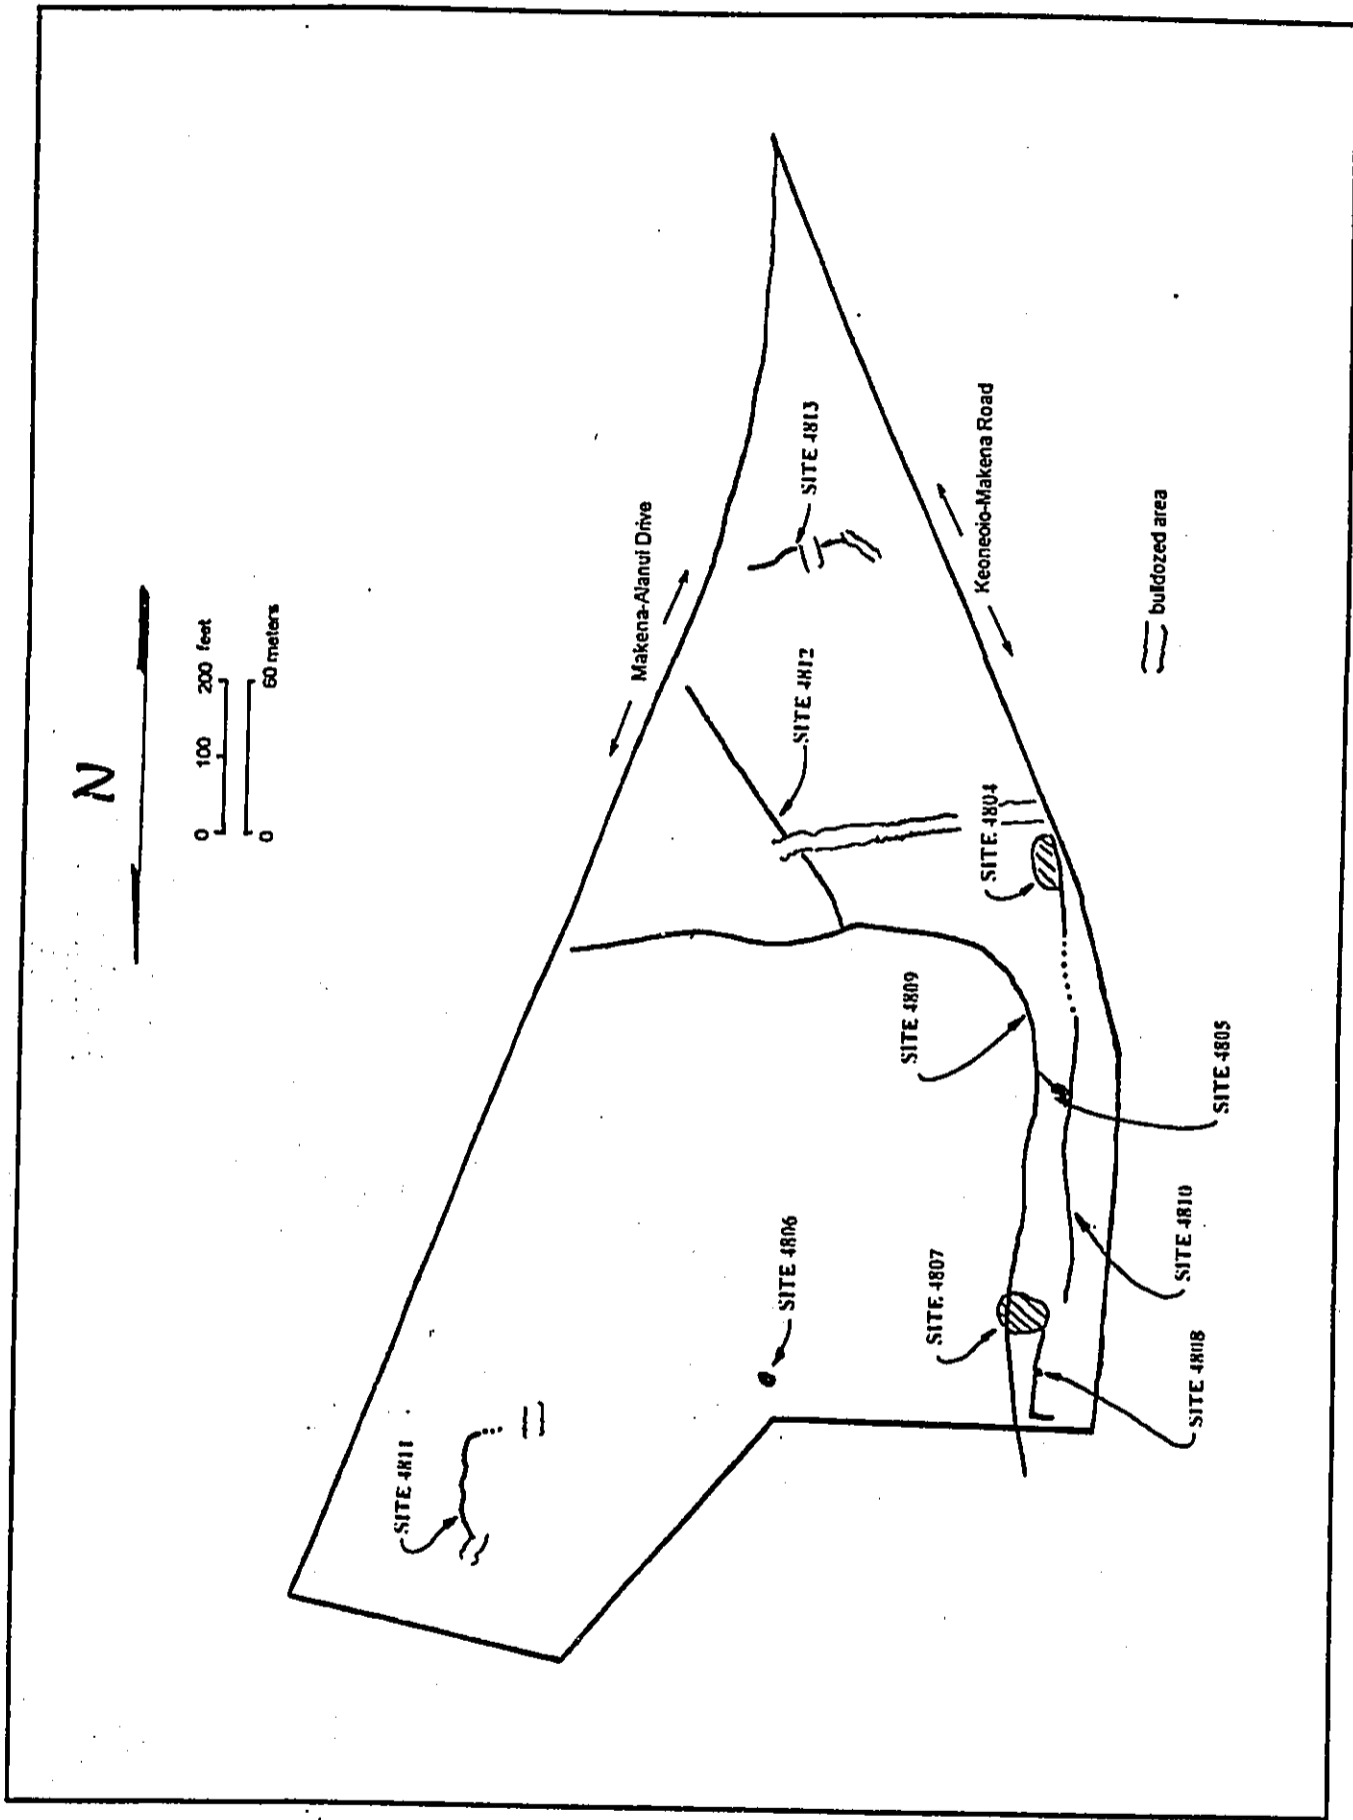 N
0 100 200 feet
0 60 meters
Makena-Alanui Drive
SITE 4813
Keoneoio-Makena Road
bulldozed area
SITE 4812
SITE 4804
SITE 4809
SITE 4805
SITE 4806
SITE 4810
SITE 4807
SITE 4808
SITE 4811